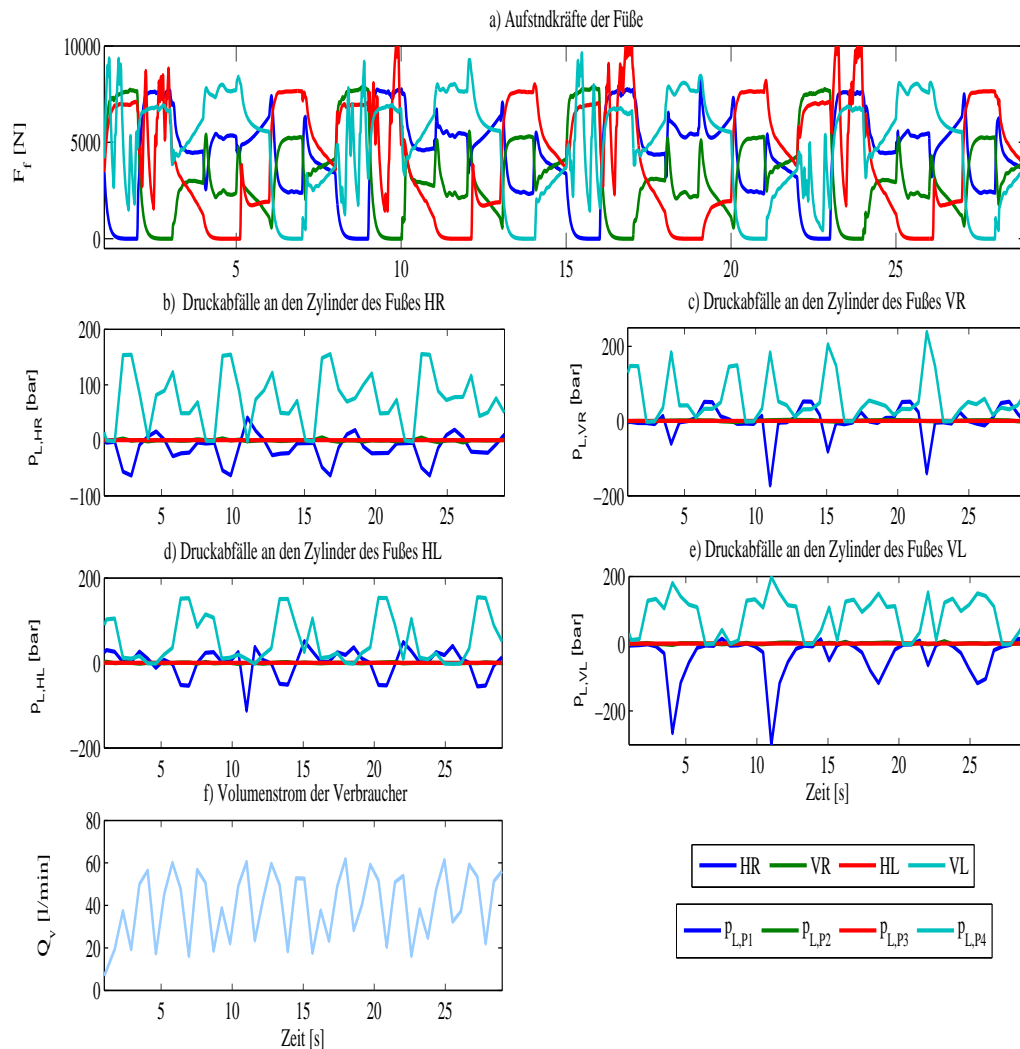 a) Aufstndkräfte der Füße
F_f [N]
10000
5000
0
5 10 15 20 25
b) Druckabfälle an den Zylinder des Fußes HR
p_L,HR [bar]
200
100
0
−100
5 10 15 20 25
c) Druckabfälle an den Zylinder des Fußes VR
p_L,VR [bar]
200
0
−200
5 10 15 20 25
d) Druckabfälle an den Zylinder des Fußes HL
p_L,HL [bar]
200
0
−200
5 10 15 20 25
e) Druckabfälle an den Zylinder des Fußes VL
p_L,VL [bar]
200
0
−200
5 10 15 20 25
Zeit [s]
f) Volumenstrom der Verbraucher
Q_v [l/min]
80
60
40
20
0
5 10 15 20 25
Zeit [s]
HR VR HL VL
p_L,P1 p_L,P2 p_L,P3 p_L,P4